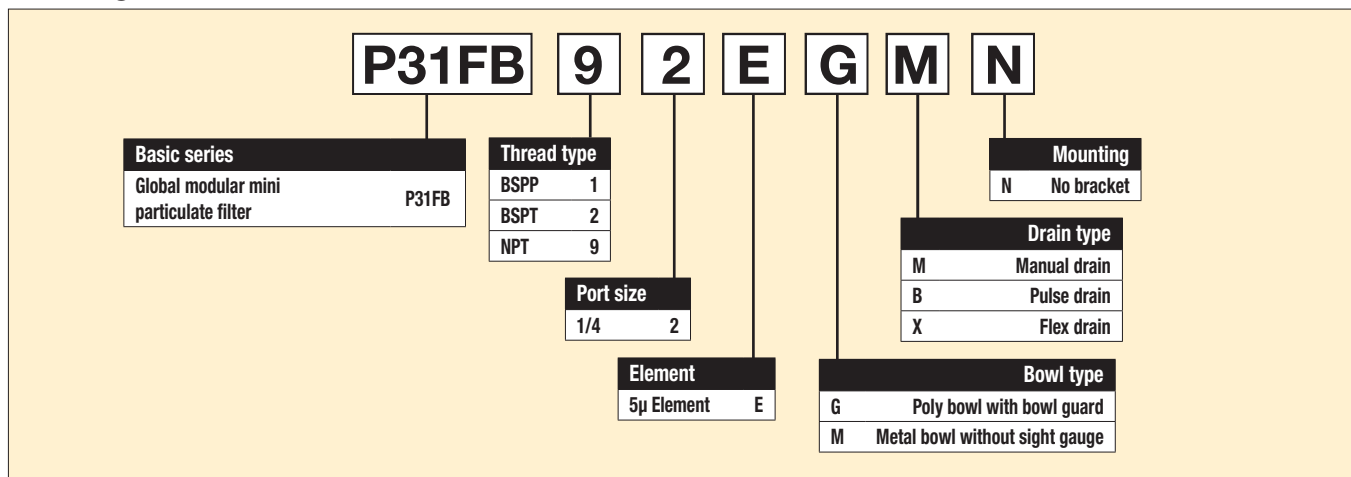 P31FB 9 2 E G M N
Basic series
Global modular mini
particulate filter P31FB
Thread type
BSPP 1
BSPT 2
NPT 9
Port size
1/4 2
Element
5µ Element E
Mounting
N No bracket
Drain type
M Manual drain
B Pulse drain
X Flex drain
Bowl type
G Poly bowl with bowl guard
M Metal bowl without sight gauge